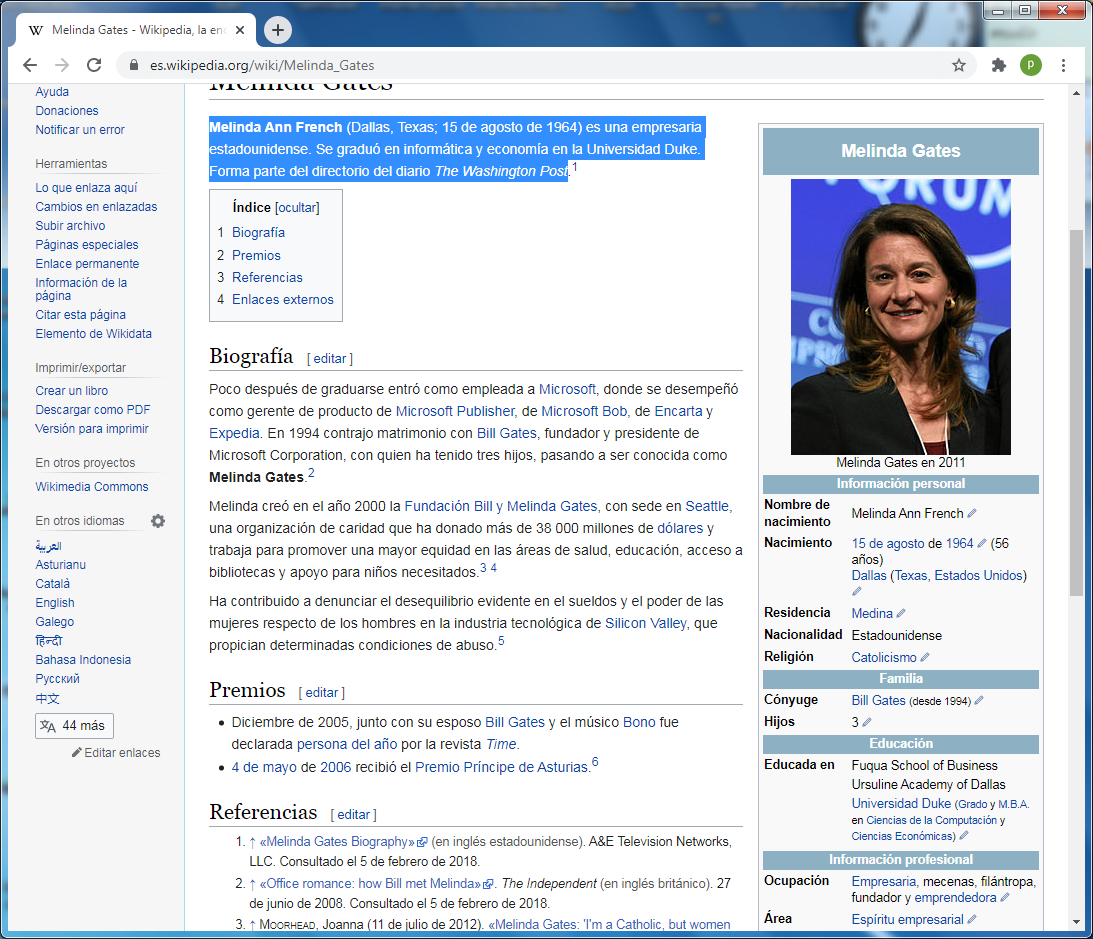 Melinda Gates - Wikipedia, la en
es.wikipedia.org/wiki/Melinda_Gates
P
Ayuda
Donaciones
Notificar un error
Herramientas
Lo que enlaza aquí
Cambios en enlazadas
Subir archivo
Páginas especiales
Enlace permanente
Información de la
página
Citar esta página
Elemento de Wikidata
Imprimir/exportar
Crear un libro
Descargar como PDF
Versión para imprimir
En otros proyectos
Wikimedia Commons
En otros idiomas
العربية
Asturianu
Català
English
Galego
हिन्दी
Bahasa Indonesia
Русский
中文
44 más
Editar enlaces
Melinda Gates
Melinda Ann French (Dallas, Texas; 15 de agosto de 1964) es una empresaria
estadounidense. Se graduó en informática y economía en la Universidad Duke.
Forma parte del directorio del diario The Washington Post.1
Índice [ocultar]
1 Biografía
2 Premios
3 Referencias
4 Enlaces externos
Biografía [ editar ]
Poco después de graduarse entró como empleada a Microsoft, donde se desempeñó
como gerente de producto de Microsoft Publisher, de Microsoft Bob, de Encarta y
Expedia. En 1994 contrajo matrimonio con Bill Gates, fundador y presidente de
Microsoft Corporation, con quien ha tenido tres hijos, pasando a ser conocida como
Melinda Gates.2
Melinda creó en el año 2000 la Fundación Bill y Melinda Gates, con sede en Seattle,
una organización de caridad que ha donado más de 38 000 millones de dólares y
trabaja para promover una mayor equidad en las áreas de salud, educación, acceso a
bibliotecas y apoyo para niños necesitados.3 4
Ha contribuido a denunciar el desequilibrio evidente en el sueldos y el poder de las
mujeres respecto de los hombres en la industria tecnológica de Silicon Valley, que
propician determinadas condiciones de abuso.5
Premios [ editar ]
• Diciembre de 2005, junto con su esposo Bill Gates y el músico Bono fue
declarada persona del año por la revista Time.
• 4 de mayo de 2006 recibió el Premio Príncipe de Asturias.6
Referencias [ editar ]
1. ↑ «Melinda Gates Biography» (en inglés estadounidense). A&E Television Networks,
LLC. Consultado el 5 de febrero de 2018.
2. ↑ «Office romance: how Bill met Melinda». The Independent (en inglés británico). 27
de junio de 2008. Consultado el 5 de febrero de 2018.
3. ↑ Moorhead, Joanna (11 de julio de 2012). «Melinda Gates: 'I'm a Catholic, but women
Melinda Gates
Melinda Gates en 2011
Información personal
Nombre de
nacimiento
Melinda Ann French
Nacimiento
15 de agosto de 1964 (56
años)
Dallas (Texas, Estados Unidos)
Residencia Medina
Nacionalidad Estadounidense
Religión Catolicismo
Familia
Cónyuge Bill Gates (desde 1994)
Hijos 3
Educación
Educada en Fuqua School of Business
Ursuline Academy of Dallas
Universidad Duke (Grado y M.B.A.
en Ciencias de la Computación y
Ciencias Económicas)
Información profesional
Ocupación Empresaria, mecenas, filántropa,
fundador y emprendedora
Área Espíritu empresarial